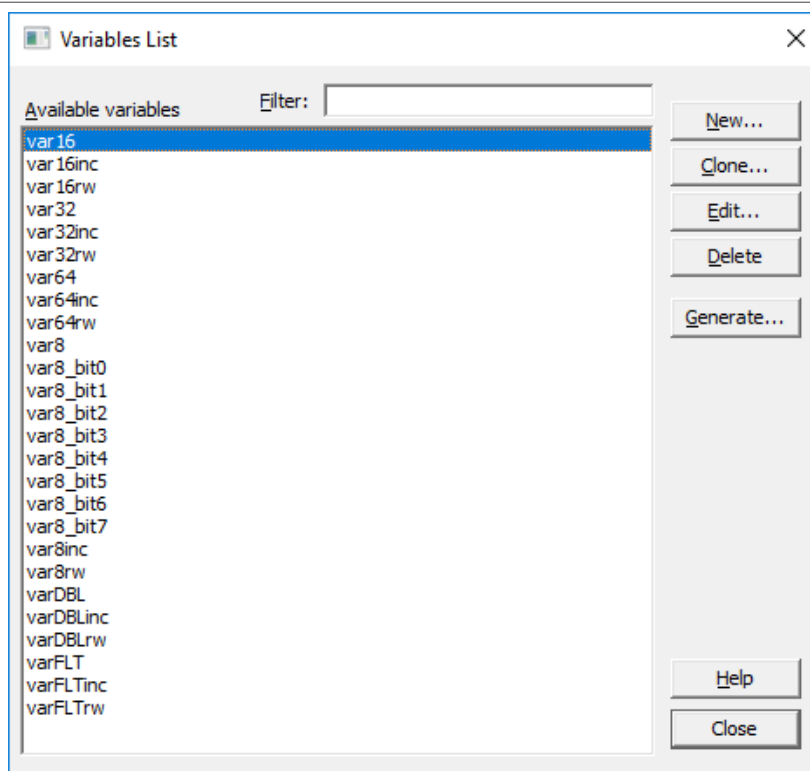 Variables List
Available variables
Filter:
var16
var16inc
var16rw
var32
var32inc
var32rw
var64
var64inc
var64rw
var8
var8_bit0
var8_bit1
var8_bit2
var8_bit3
var8_bit4
var8_bit5
var8_bit6
var8_bit7
var8inc
var8rw
varDBL
varDBLinc
varDBLrw
varFLT
varFLTinc
varFLTrw
New...
Clone...
Edit...
Delete
Generate...
Help
Close